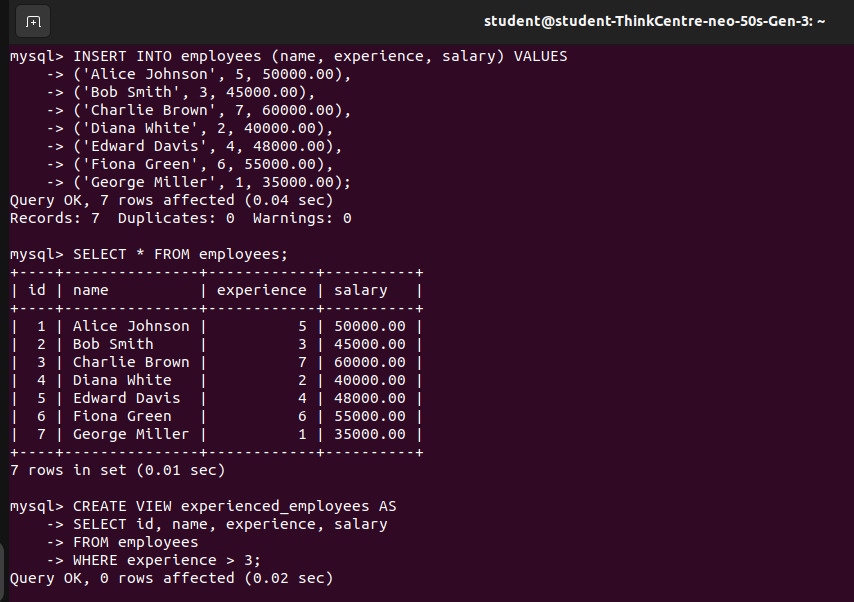 student@student-ThinkCentre-neo-50s-Gen-3: ~
mysql> INSERT INTO employees (name, experience, salary) VALUES
    -> ('Alice Johnson', 5, 50000.00),
    -> ('Bob Smith', 3, 45000.00),
    -> ('Charlie Brown', 7, 60000.00),
    -> ('Diana White', 2, 40000.00),
    -> ('Edward Davis', 4, 48000.00),
    -> ('Fiona Green', 6, 55000.00),
    -> ('George Miller', 1, 35000.00);
Query OK, 7 rows affected (0.04 sec)
Records: 7  Duplicates: 0  Warnings: 0
mysql> SELECT * FROM employees;
+----+---------------+------------+----------+
| id | name          | experience | salary   |
+----+---------------+------------+----------+
|  1 | Alice Johnson |          5 | 50000.00 |
|  2 | Bob Smith     |          3 | 45000.00 |
|  3 | Charlie Brown |          7 | 60000.00 |
|  4 | Diana White   |          2 | 40000.00 |
|  5 | Edward Davis  |          4 | 48000.00 |
|  6 | Fiona Green   |          6 | 55000.00 |
|  7 | George Miller |          1 | 35000.00 |
+----+---------------+------------+----------+
7 rows in set (0.01 sec)
mysql> CREATE VIEW experienced_employees AS
    -> SELECT id, name, experience, salary
    -> FROM employees
    -> WHERE experience > 3;
Query OK, 0 rows affected (0.02 sec)